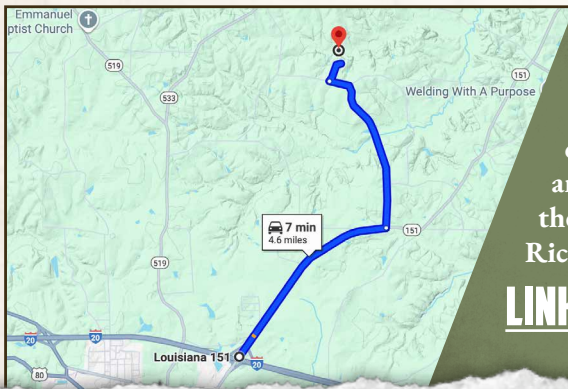 Emmanuel
ptist Church
519
533
151
Welding With A Purpose
7 min
4.6 miles
151
519
20
20
20
80
Louisiana 151
the
Ric
LINK